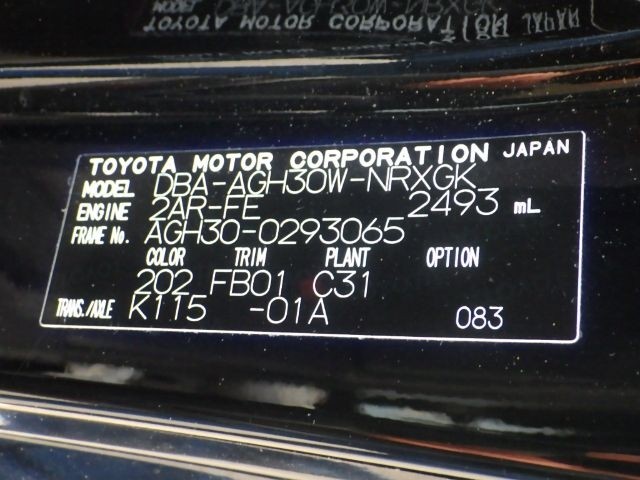 TOYOTA MOTOR CORPORATION JAPAN
MODEL DBA-AGH30W-NRXGK
ENGINE 2AR-FE 2493 mL
FRAME No. AGH30-0293065
COLOR TRIM PLANT OPTION
202 FB01 C31
TRANS./AXLE K115 -01A 083